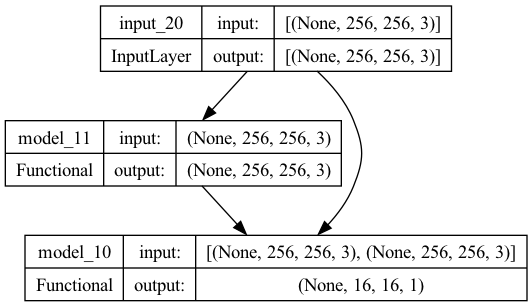 input_20 input: [(None, 256, 256, 3)]
InputLayer output: [(None, 256, 256, 3)]
model_11 input: (None, 256, 256, 3)
Functional output: (None, 256, 256, 3)
model_10 input: [(None, 256, 256, 3), (None, 256, 256, 3)]
Functional output: (None, 16, 16, 1)